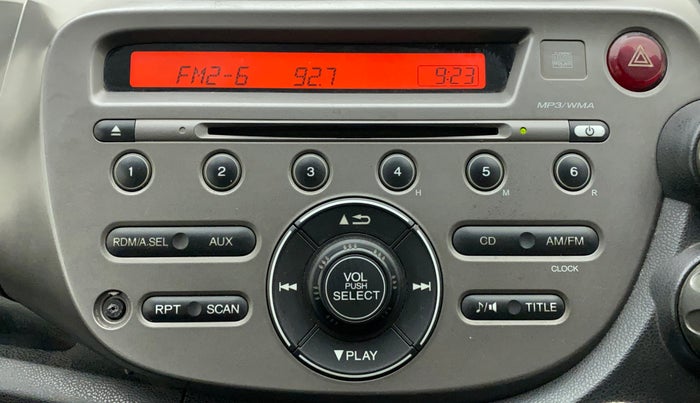 FM2-6 92.7 9:23
MP3/WMA
1 2 3 4 5 6
H M R
RDM/A.SEL AUX
CD AM/FM
CLOCK
VOL
PUSH
SELECT
RPT SCAN
TITLE
PLAY